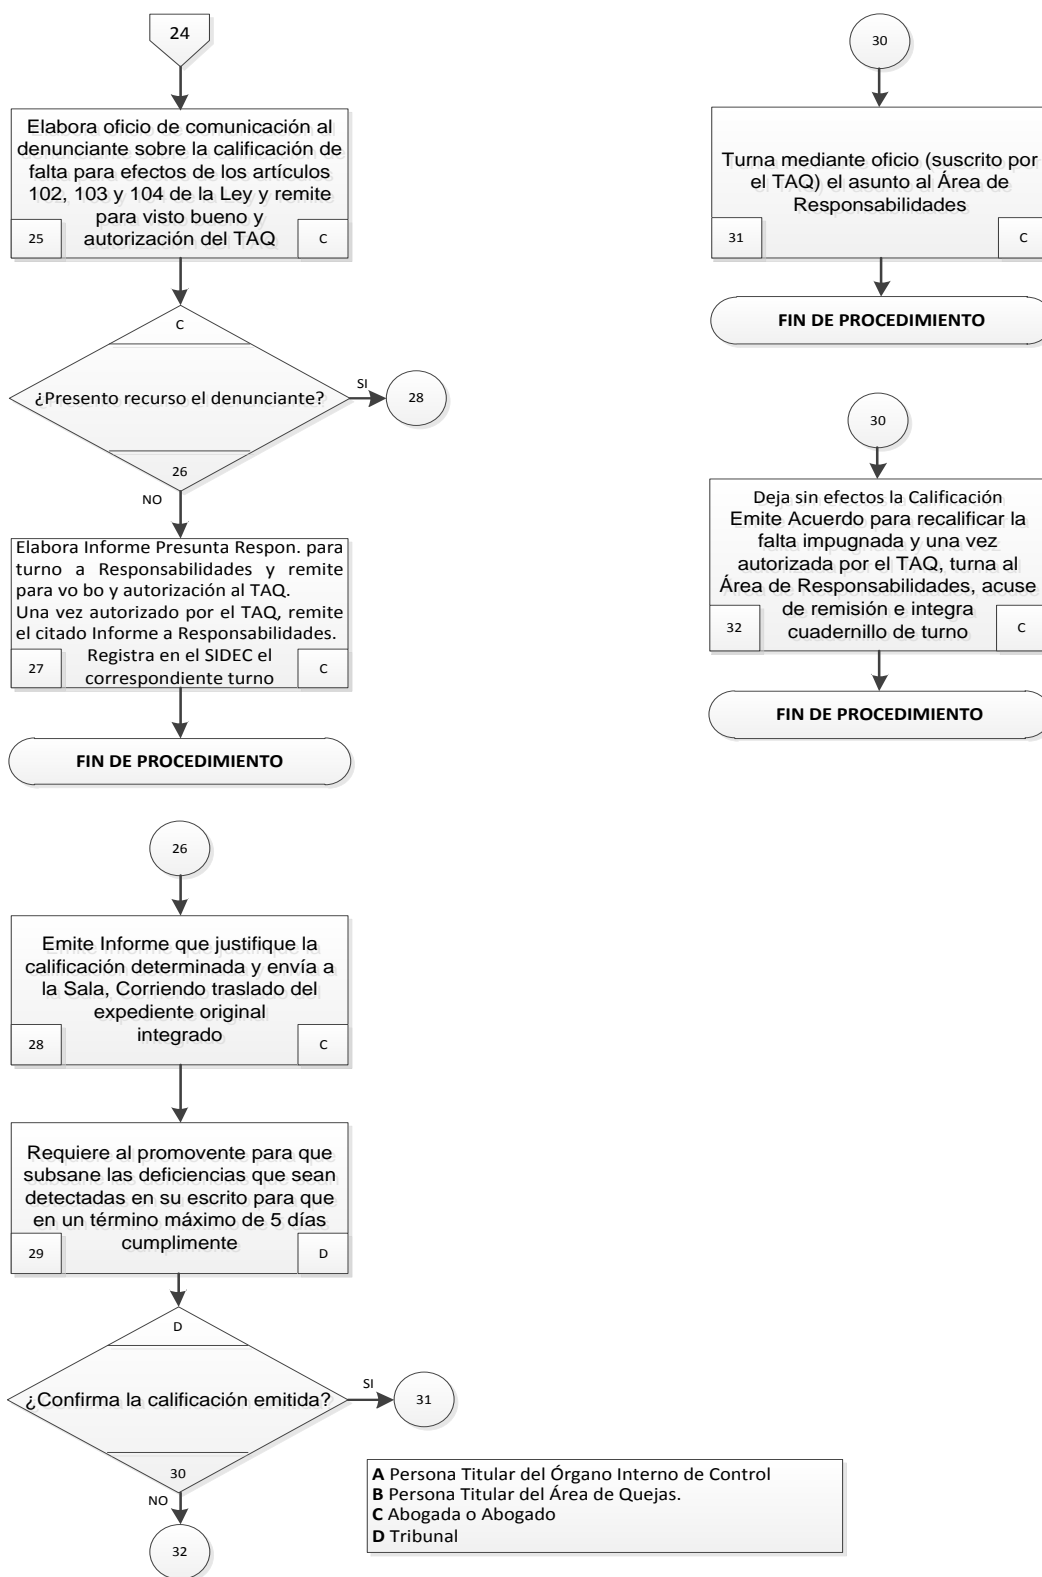 24
Elabora oficio de comunicación al
denunciante sobre la calificación de
falta para efectos de los artículos
102, 103 y 104 de la Ley y remite
para visto bueno y
autorización del TAQ
25
C
C
¿Presento recurso el denunciante?
26
SI
28
NO
Elabora Informe Presunta Respon. para
turno a Responsabilidades y remite
para vo bo y autorización al TAQ.
Una vez autorizado por el TAQ, remite
el citado Informe a Responsabilidades.
Registra en el SIDEC el
correspondiente turno
27
C
FIN DE PROCEDIMIENTO
26
Emite Informe que justifique la
calificación determinada y envía a
la Sala, Corriendo traslado del
expediente original
integrado
28
C
Requiere al promovente para que
subsane las deficiencias que sean
detectadas en su escrito para que
en un término máximo de 5 días
cumplimente
29
D
D
¿Confirma la calificación emitida?
30
SI
31
NO
32
30
Turna mediante oficio (suscrito por
el TAQ) el asunto al Área de
Responsabilidades
31
C
FIN DE PROCEDIMIENTO
30
Deja sin efectos la Calificación
Emite Acuerdo para recalificar la
falta impugnada y una vez
autorizada por el TAQ, turna al
Área de Responsabilidades, acuse
de remisión e integra
cuadernillo de turno
32
C
FIN DE PROCEDIMIENTO
A Persona Titular del Órgano Interno de Control
B Persona Titular del Área de Quejas.
C Abogada o Abogado
D Tribunal